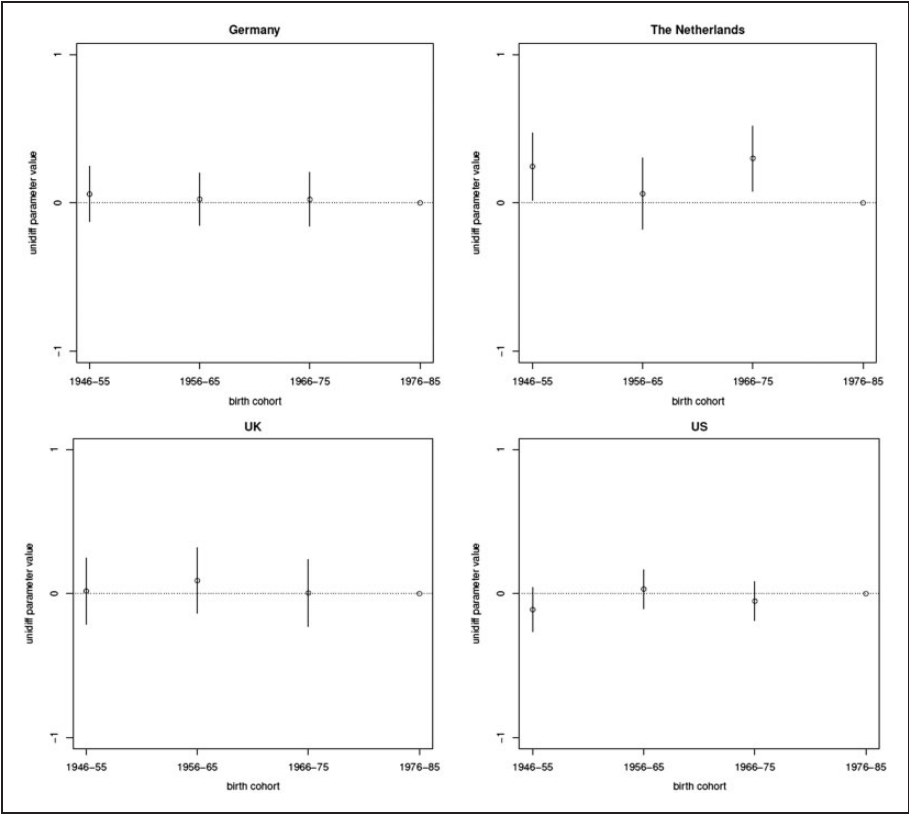 Germany
1
0
−1
unidiff parameter value
1946–55 1956–65 1966–75 1976–85
birth cohort
The Netherlands
1
0
−1
unidiff parameter value
1946–55 1956–65 1966–75 1976–85
birth cohort
UK
1
0
−1
unidiff parameter value
1946–55 1956–65 1966–75 1976–85
birth cohort
US
1
0
−1
unidiff parameter value
1946–55 1956–65 1966–75 1976–85
birth cohort